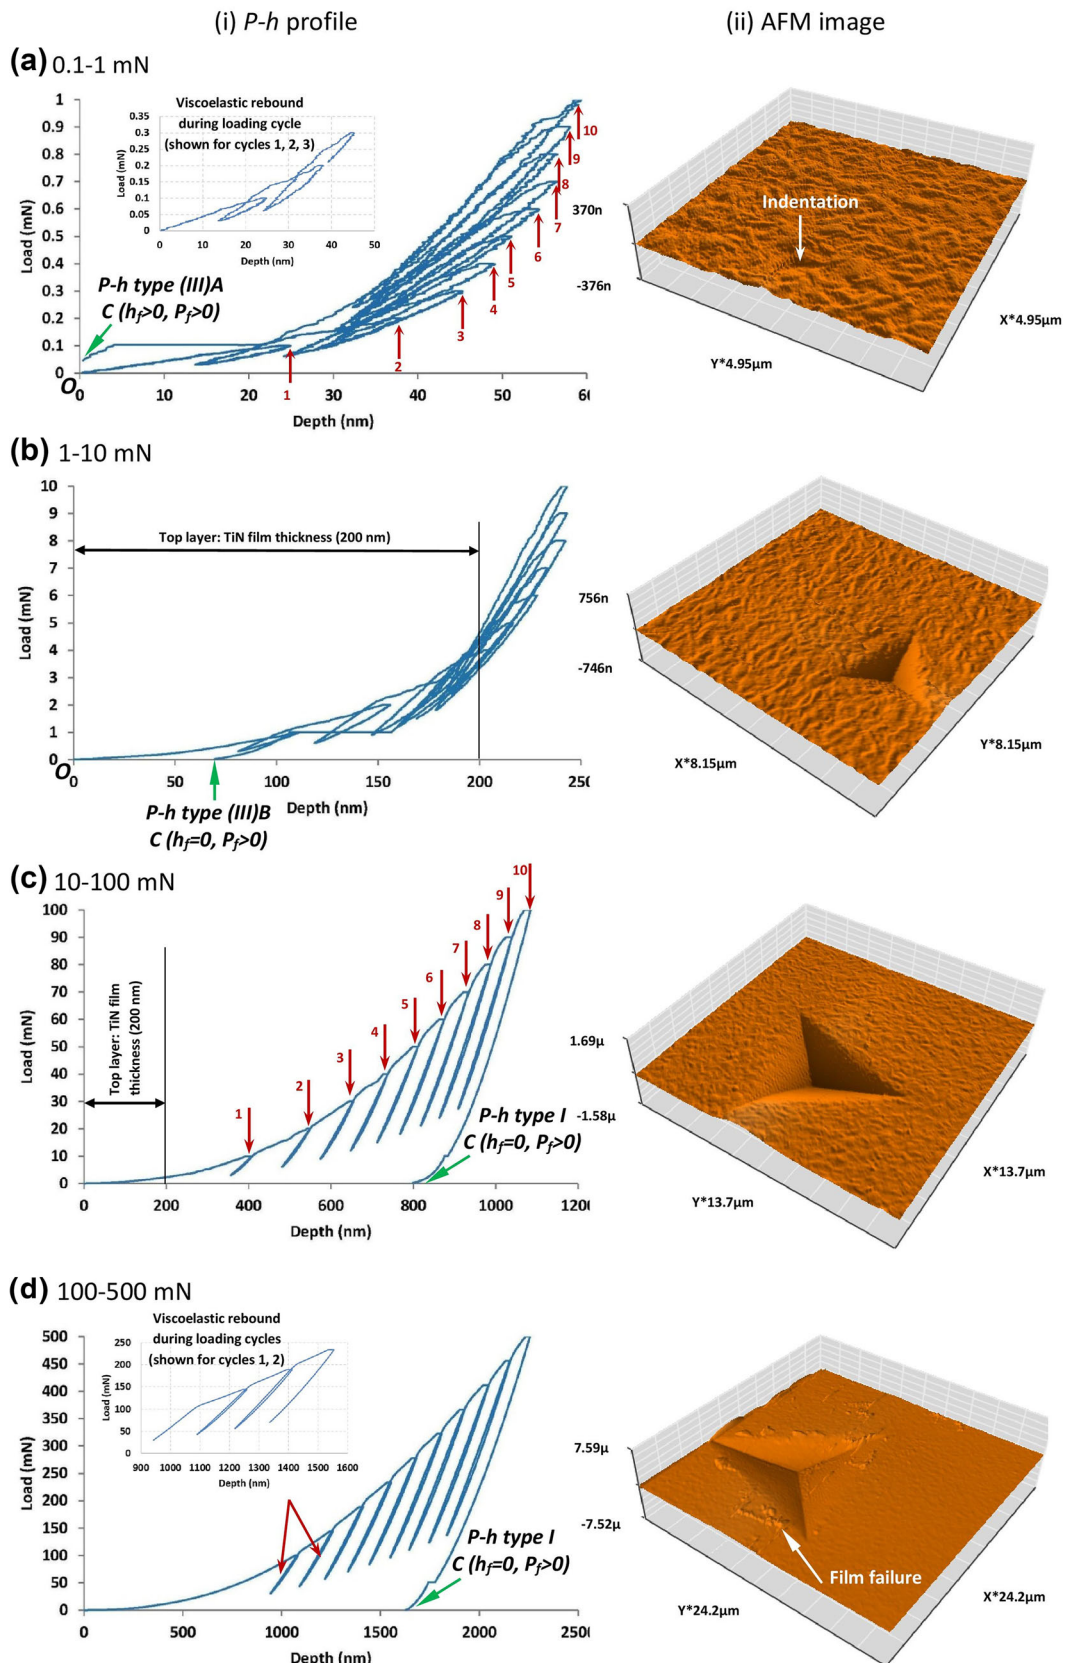 (i) P-h profile
(ii) AFM image
(a) 0.1-1 mN
Viscoelastic rebound
during loading cycle
(shown for cycles 1, 2, 3)
Load (mN)
0.35
0.3
0.25
0.2
0.15
0.1
0.05
0
0 10 20 30 40 50
Depth (nm)
Load (mN)
1
0.9
0.8
0.7
0.6
0.5
0.4
0.3
0.2
0.1
0
O
0 10 20 30 40 50 60
Depth (nm)
P-h type (III)A
C (hf>0, Pf>0)
1
2
3
4
5
6
7
8
9
10
Indentation
370n
-376n
Y*4.95µm
X*4.95µm
(b) 1-10 mN
Load (mN)
10
9
8
7
6
5
4
3
2
1
0
O
0 50 100 150 200 250
Depth (nm)
Top layer: TiN film thickness (200 nm)
P-h type (III)B
C (hf=0, Pf>0)
756n
-746n
X*8.15µm
Y*8.15µm
(c) 10-100 mN
Load (mN)
100
90
80
70
60
50
40
30
20
10
0
0 200 400 600 800 1000 1200
Depth (nm)
Top layer: TiN film
thickness (200 nm)
1
2
3
4
5
6
7
8
9
10
P-h type I
C (hf=0, Pf>0)
1.69µ
-1.58µ
Y*13.7µm
X*13.7µm
(d) 100-500 mN
Viscoelastic rebound
during loading cycles
(shown for cycles 1, 2)
Load (mN)
250
200
150
100
50
0
900 1000 1100 1200 1300 1400 1500 1600
Depth (nm)
Load (mN)
500
450
400
350
300
250
200
150
100
50
0
0 500 1000 1500 2000 2500
Depth (nm)
P-h type I
C (hf=0, Pf>0)
7.59µ
-7.52µ
Film failure
Y*24.2µm
X*24.2µm